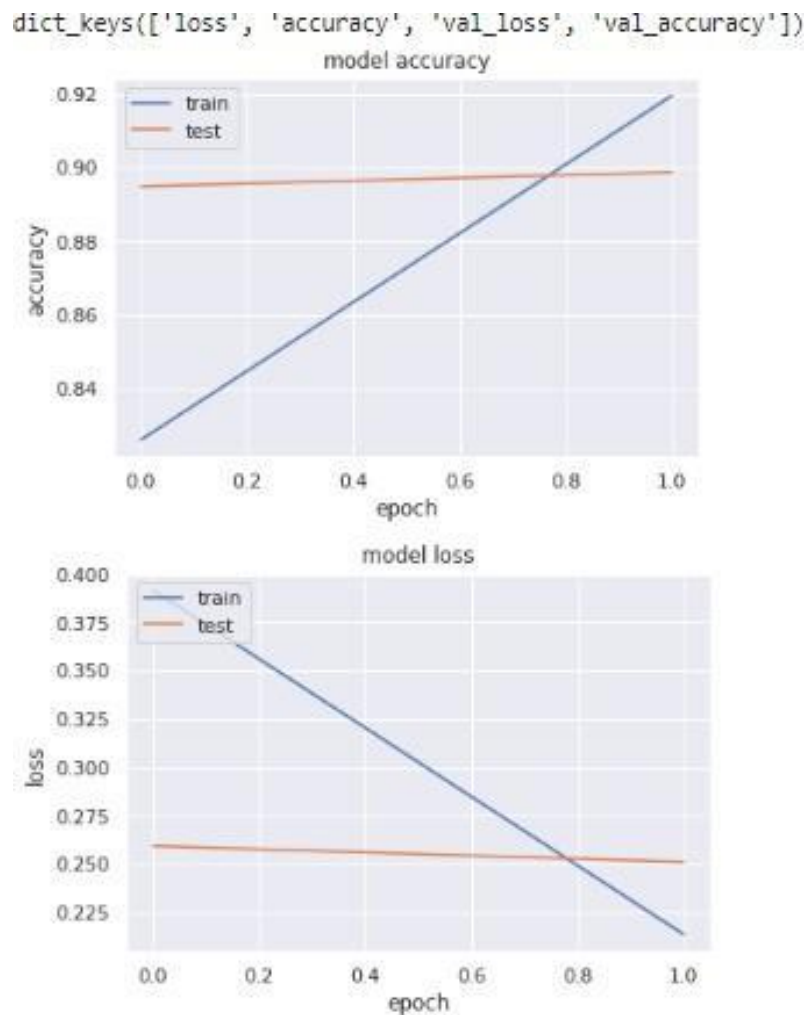 dict_keys(['loss', 'accuracy', 'val_loss', 'val_accuracy'])
model accuracy
train
test
0.92
0.90
0.88
0.86
0.84
accuracy
0.0 0.2 0.4 0.6 0.8 1.0
epoch
model loss
train
test
0.400
0.375
0.350
0.325
0.300
0.275
0.250
0.225
loss
0.0 0.2 0.4 0.6 0.8 1.0
epoch